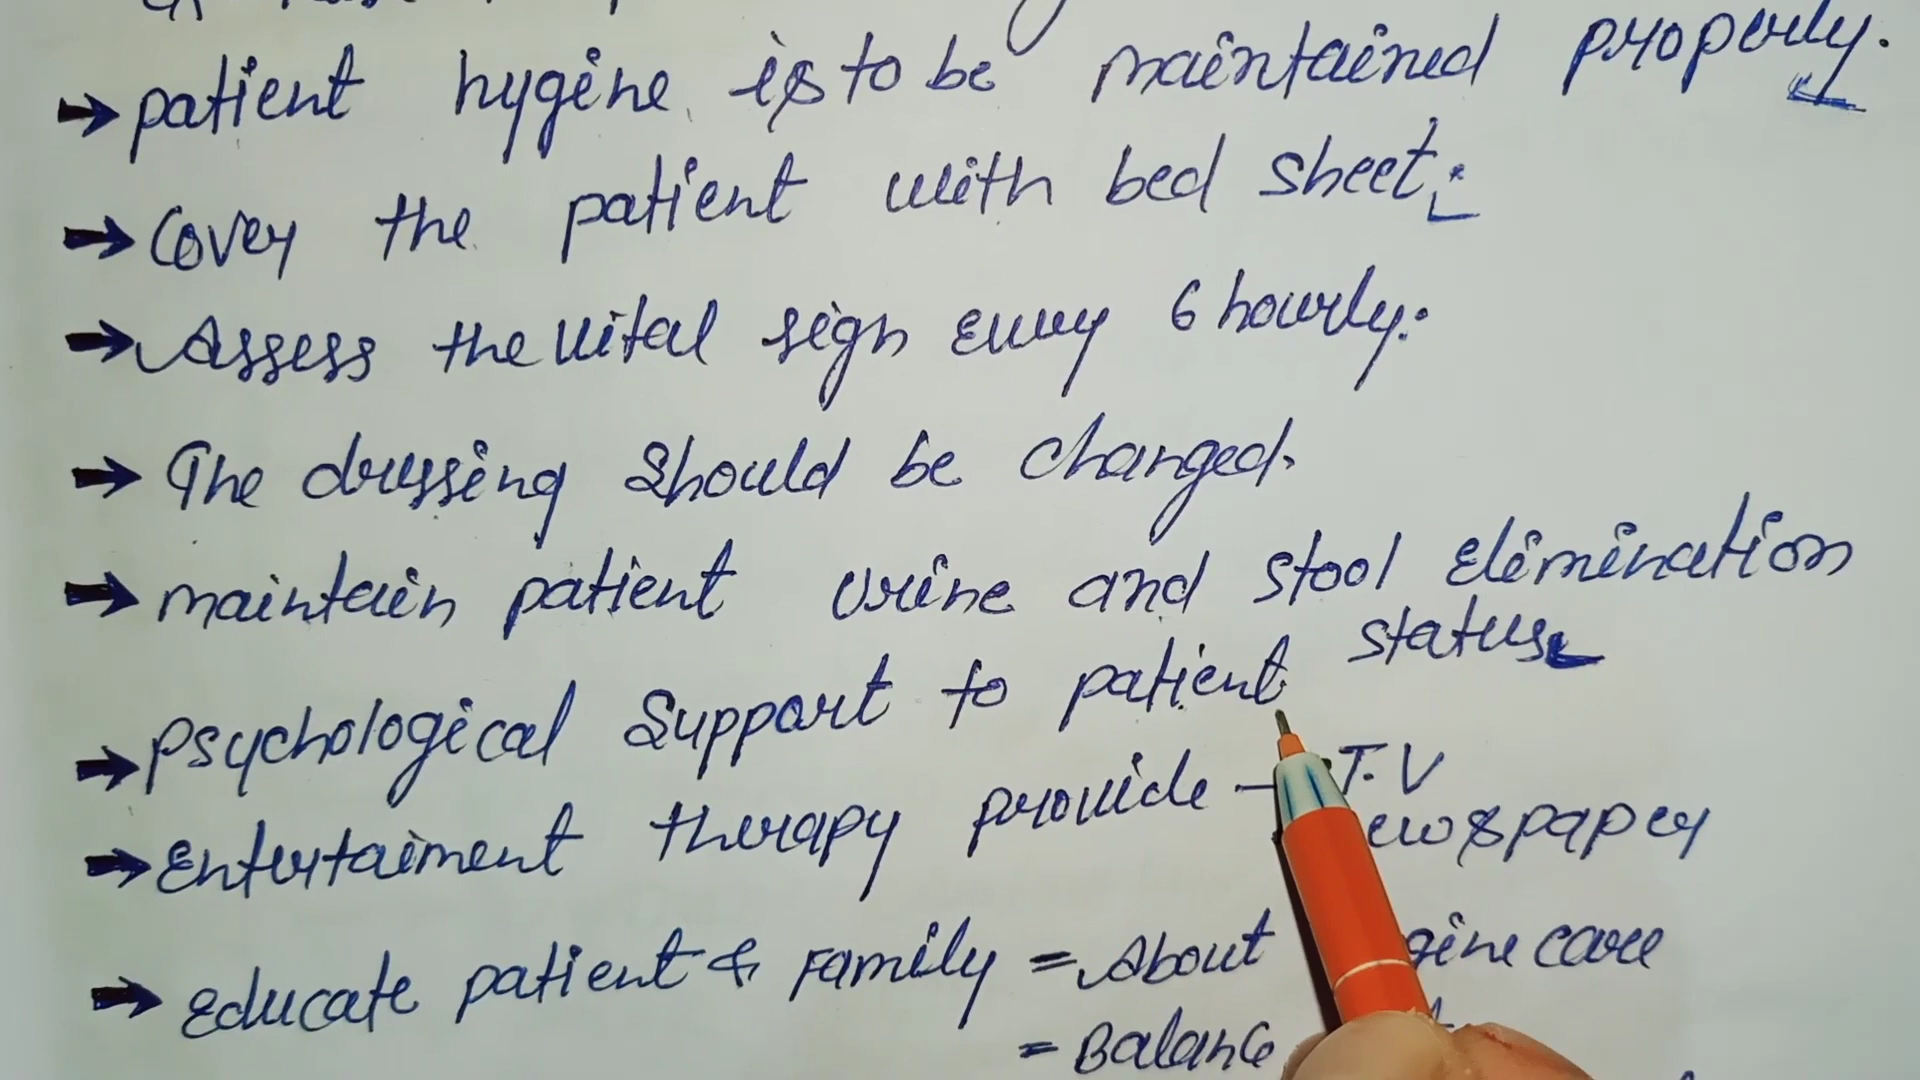 → patient hygine is to be maintained properly.
→ Cover the patient with bed sheet.
→ Assess the vital sign Every 6 hourly.
→ The dressing should be changed.
→ maintain patient urine and stool Elimination
status
→ Psychological Support to patient
→ Entertaiment therapy provide - T.V
→ Educate patient & Family = About care
= Balance